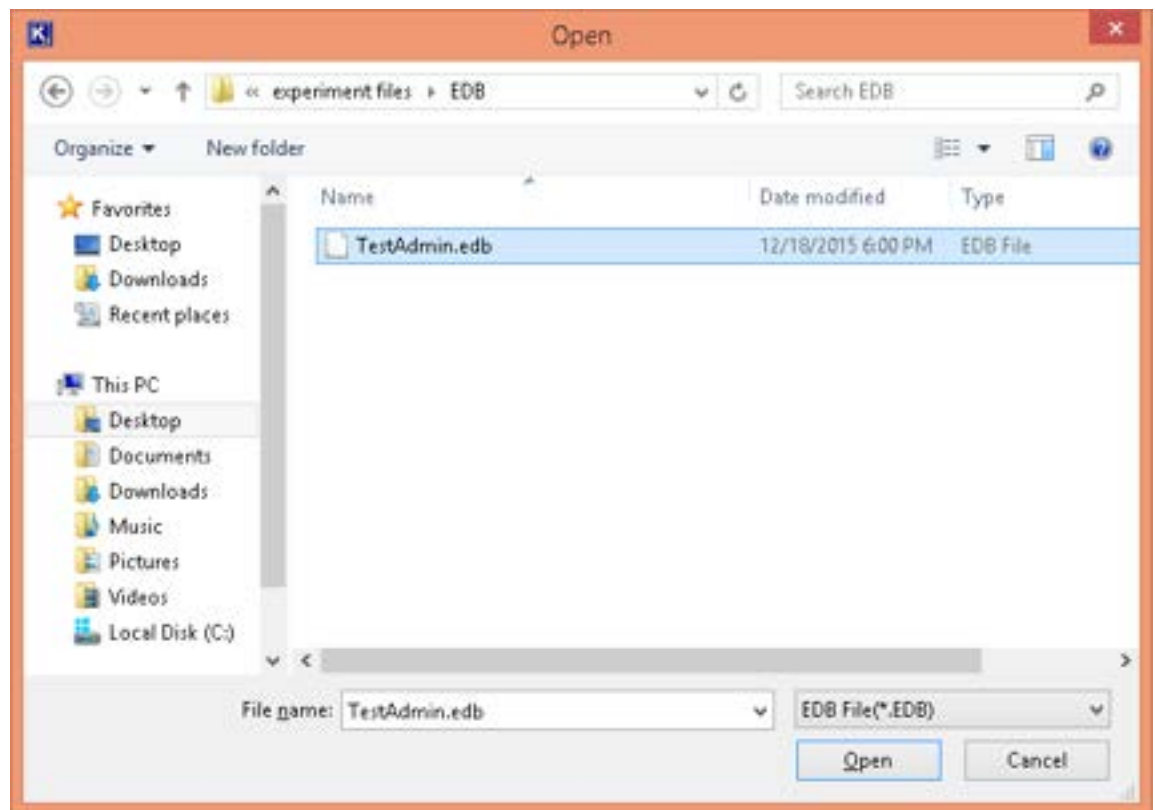 K
Open
« experiment files ▸ EDB
Search EDB
Organize
New folder
Name
Date modified
Type
TestAdmin.edb
12/18/2015 6:00 PM
EDB File
Favorites
Desktop
Downloads
Recent places
This PC
Desktop
Documents
Downloads
Music
Pictures
Videos
Local Disk (C:)
File name:
TestAdmin.edb
EDB File(*.EDB)
Open
Cancel